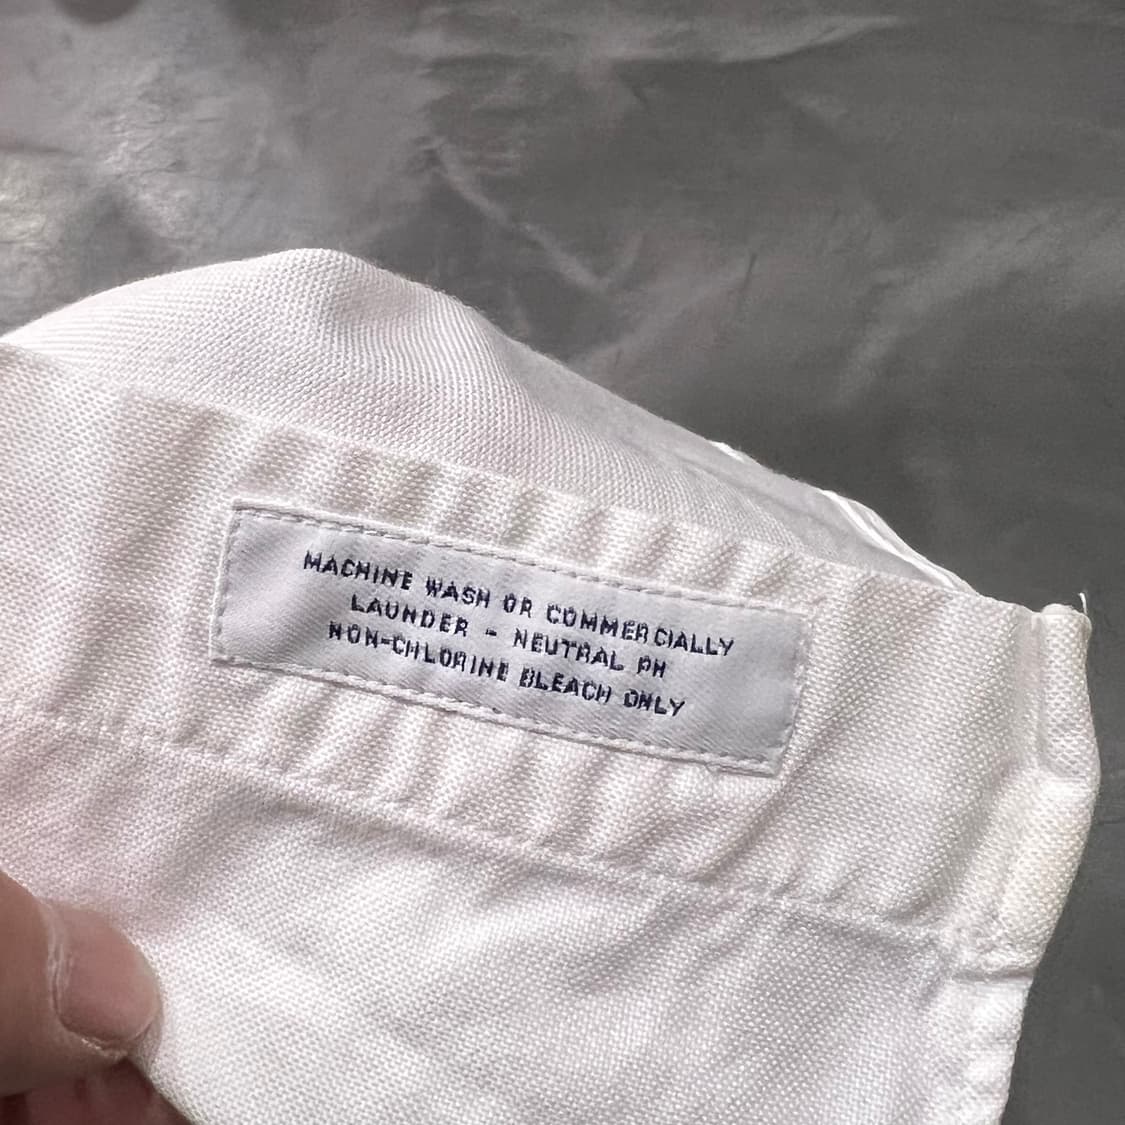 MACHINE WASH OR COMMERCIALLY
LAUNDER - NEUTRAL PH
NON-CHLORINE BLEACH ONLY